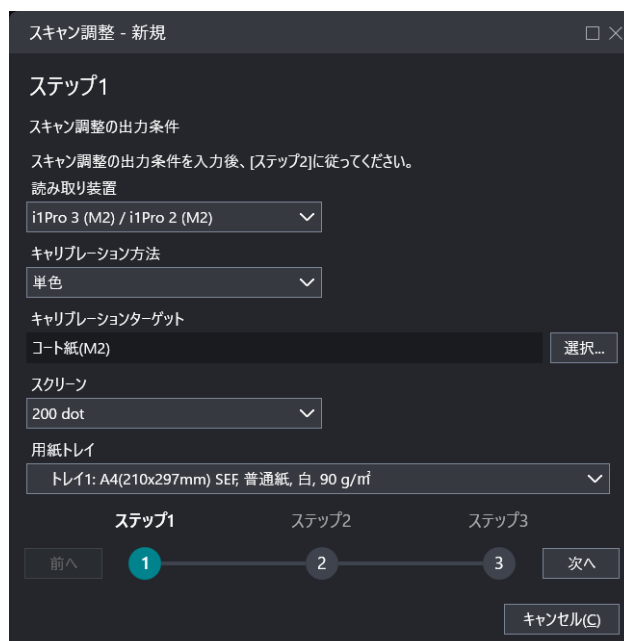 スキャン調整 - 新規
ステップ1
スキャン調整の出力条件
スキャン調整の出力条件を入力後、[ステップ2]に従ってください。
読み取り装置
i1Pro 3 (M2) / i1Pro 2 (M2)
キャリブレーション方法
単色
キャリブレーションターゲット
コート紙(M2)
選択...
スクリーン
200 dot
用紙トレイ
トレイ1: A4(210x297mm) SEF, 普通紙, 白, 90 g/㎡
ステップ1 ステップ2 ステップ3
前へ 1 2 3 次へ
キャンセル(C)